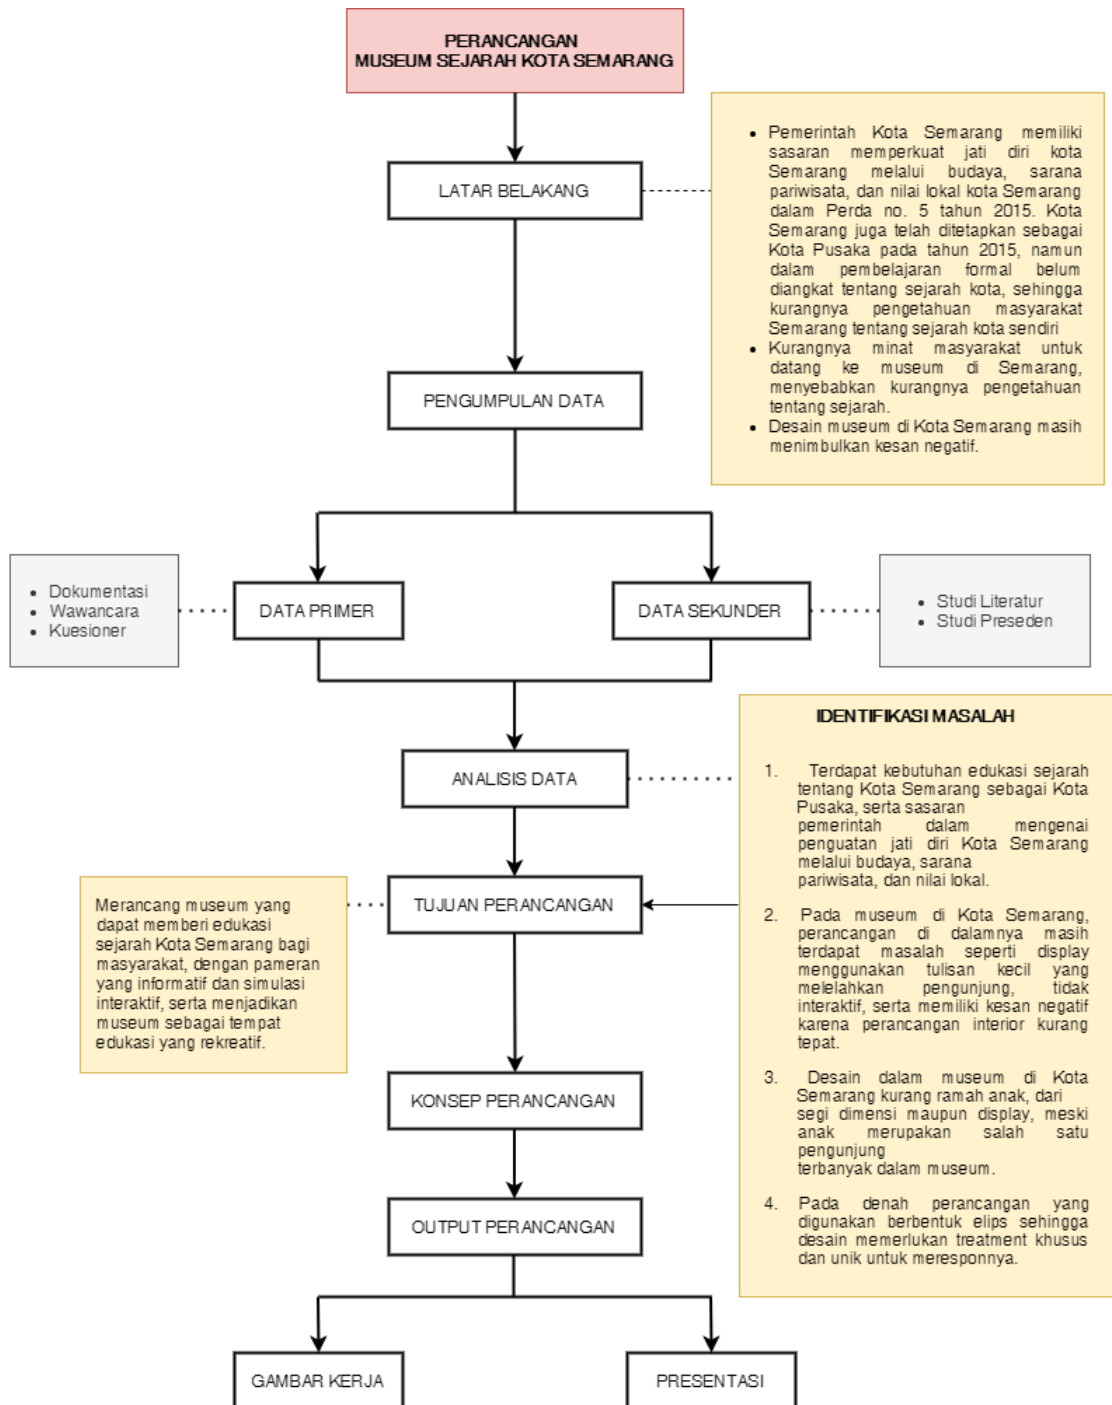 PERANCANGAN
MUSEUM SEJARAH KOTA SEMARANG
LATAR BELAKANG
• Pemerintah Kota Semarang memiliki
sasaran memperkuat jati diri kota
Semarang melalui budaya, sarana
pariwisata, dan nilai lokal kota Semarang
dalam Perda no. 5 tahun 2015. Kota
Semarang juga telah ditetapkan sebagai
Kota Pusaka pada tahun 2015, namun
dalam pembelajaran formal belum
diangkat tentang sejarah kota, sehingga
kurangnya pengetahuan masyarakat
Semarang tentang sejarah kota sendiri
• Kurangnya minat masyarakat untuk
datang ke museum di Semarang,
menyebabkan kurangnya pengetahuan
tentang sejarah.
• Desain museum di Kota Semarang masih
menimbulkan kesan negatif.
PENGUMPULAN DATA
• Dokumentasi
• Wawancara
• Kuesioner
DATA PRIMER
DATA SEKUNDER
• Studi Literatur
• Studi Preseden
ANALISIS DATA
IDENTIFIKASI MASALAH
1. Terdapat kebutuhan edukasi sejarah
tentang Kota Semarang sebagai Kota
Pusaka, serta sasaran
pemerintah dalam mengenai
penguatan jati diri Kota Semarang
melalui budaya, sarana
pariwisata, dan nilai lokal.
2. Pada museum di Kota Semarang,
perancangan di dalamnya masih
terdapat masalah seperti display
menggunakan tulisan kecil yang
melelahkan pengunjung, tidak
interaktif, serta memiliki kesan negatif
karena perancangan interior kurang
tepat.
3. Desain dalam museum di Kota
Semarang kurang ramah anak, dari
segi dimensi maupun display, meski
anak merupakan salah satu
pengunjung
terbanyak dalam museum.
4. Pada denah perancangan yang
digunakan berbentuk elips sehingga
desain memerlukan treatment khusus
dan unik untuk meresponnya.
TUJUAN PERANCANGAN
Merancang museum yang
dapat memberi edukasi
sejarah Kota Semarang bagi
masyarakat, dengan pameran
yang informatif dan simulasi
interaktif, serta menjadikan
museum sebagai tempat
edukasi yang rekreatif.
KONSEP PERANCANGAN
OUTPUT PERANCANGAN
GAMBAR KERJA
PRESENTASI